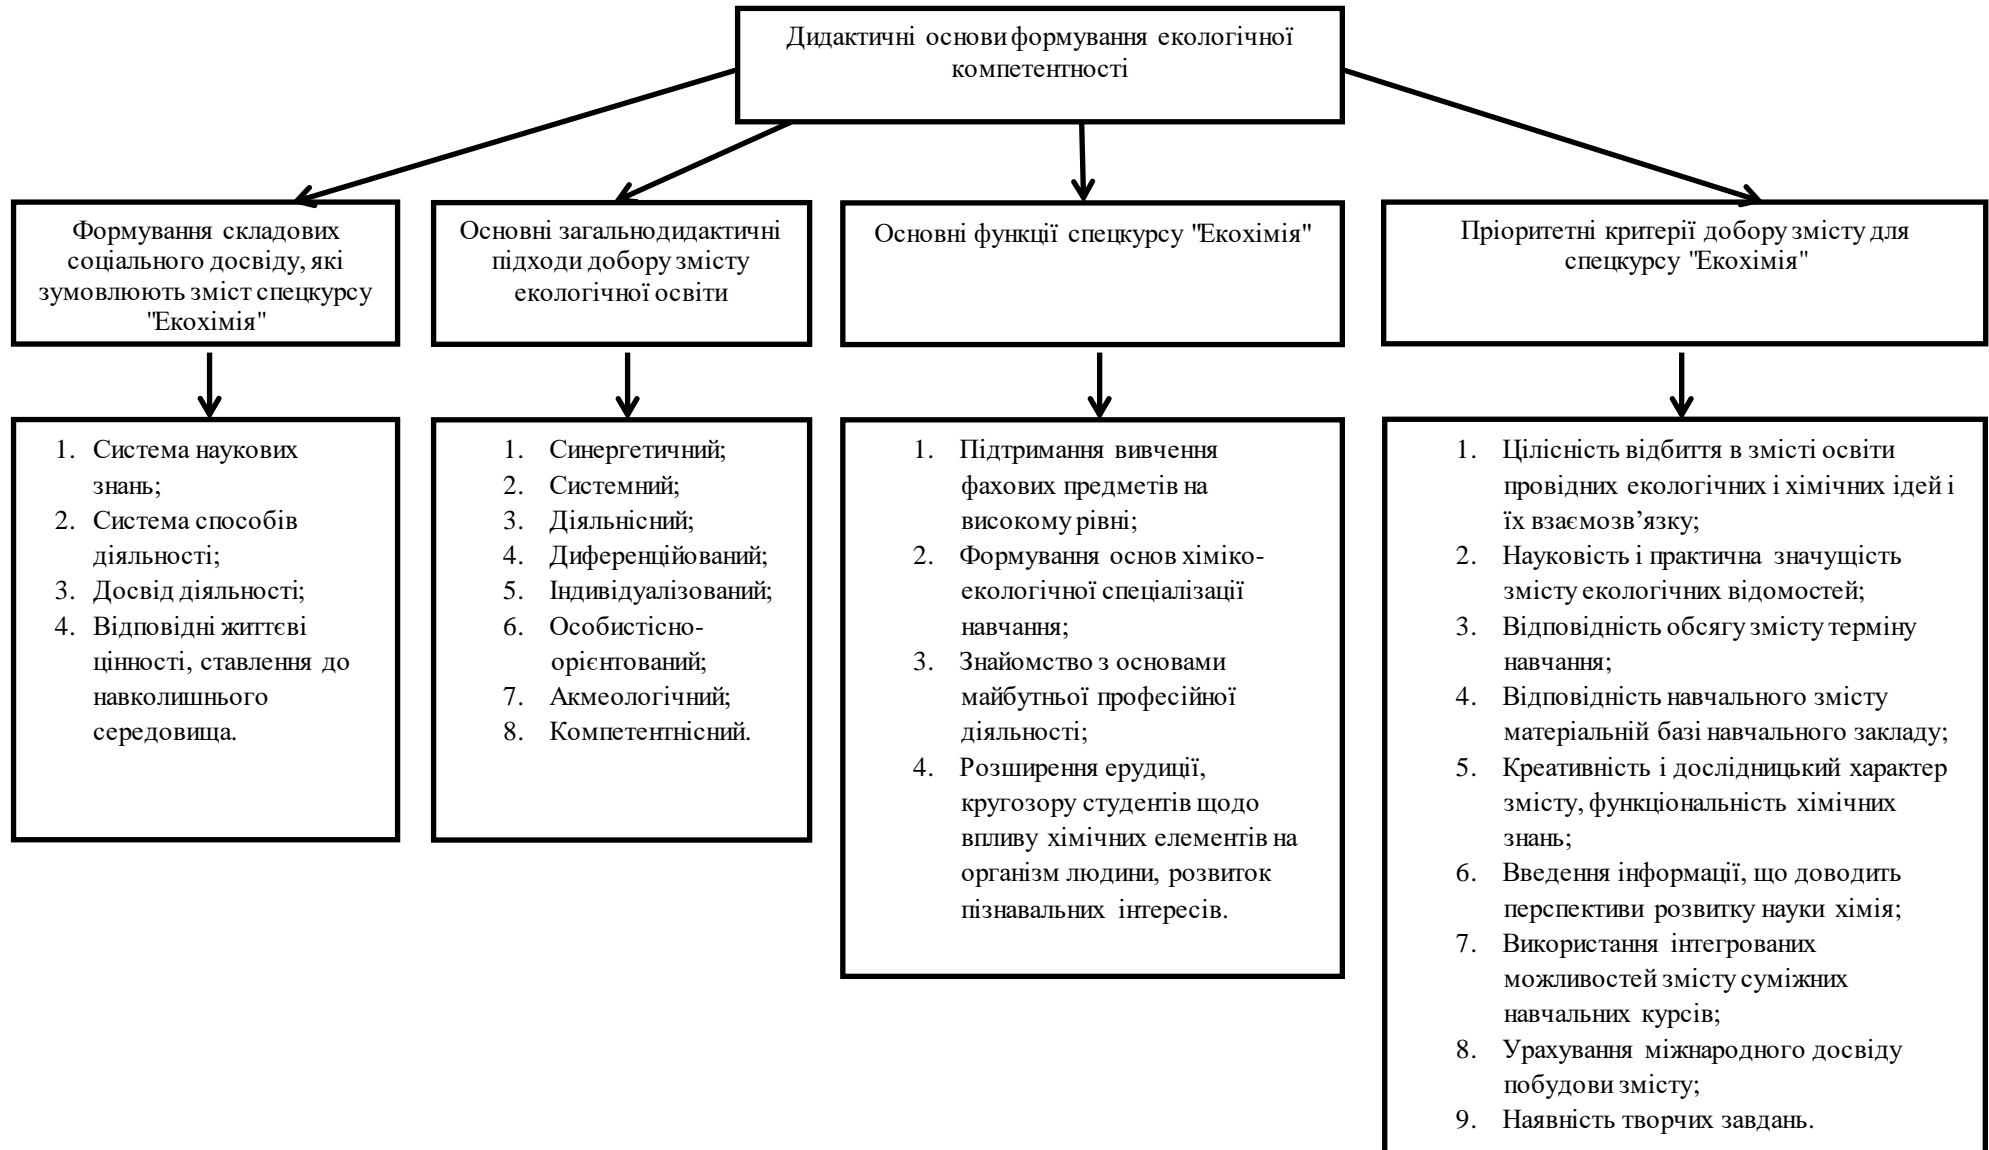 Дидактичні основи формування екологічної
компетентності
Формування складових
соціального досвіду, які
зумовлюють зміст спецкурсу
"Екохімія"
Основні загальнодидактичні
підходи добору змісту
екологічної освіти
Основні функції спецкурсу "Екохімія"
Пріоритетні критерії добору змісту для
спецкурсу "Екохімія"
1. Система наукових
знань;
2. Система способів
діяльності;
3. Досвід діяльності;
4. Відповідні життєві
цінності, ставлення до
навколишнього
середовища.
1. Синергетичний;
2. Системний;
3. Діяльнісний;
4. Диференційований;
5. Індивідуалізований;
6. Особистісно-
орієнтований;
7. Акмеологічний;
8. Компетентнісний.
1. Підтримання вивчення
фахових предметів на
високому рівні;
2. Формування основ хіміко-
екологічної спеціалізації
навчання;
3. Знайомство з основами
майбутньої професійної
діяльності;
4. Розширення ерудиції,
кругозору студентів щодо
впливу хімічних елементів на
організм людини, розвиток
пізнавальних інтересів.
1. Цілісність відбиття в змісті освіти
провідних екологічних і хімічних ідей і
їх взаємозв’язку;
2. Науковість і практична значущість
змісту екологічних відомостей;
3. Відповідність обсягу змісту терміну
навчання;
4. Відповідність навчального змісту
матеріальній базі навчального закладу;
5. Креативність і дослідницький характер
змісту, функціональність хімічних
знань;
6. Введення інформації, що доводить
перспективи розвитку науки хімія;
7. Використання інтегрованих
можливостей змісту суміжних
навчальних курсів;
8. Урахування міжнародного досвіду
побудови змісту;
9. Наявність творчих завдань.